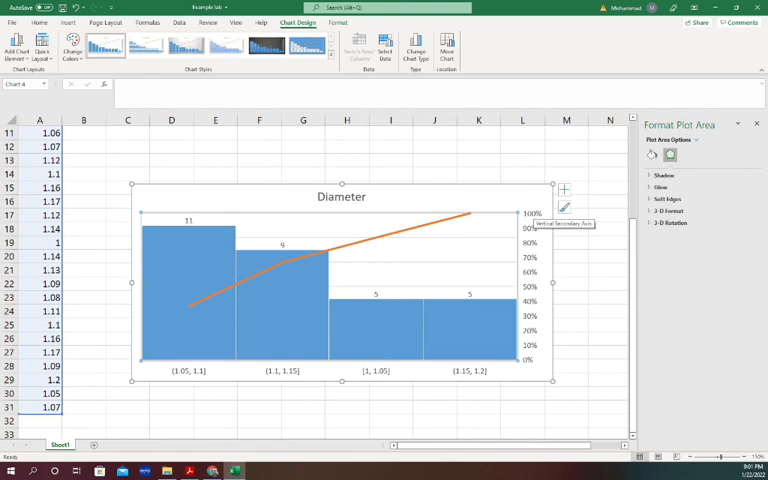 AutoSave Off Example lab Search (Alt+Q) Mohammad M
File Home Insert Page Layout Formulas Data Review View Help Chart Design Format Share Comments
Add Chart Element Quick Layout Change Colors Switch Row/ Column Select Data Change Chart Type Move Chart
Chart Layouts Chart Styles Data Type Location
Chart 4 fx
A B C D E F G H I J K L M N
11 1.06
12 1.07
13 1.12
14 1.1
15 1.16
16 1.17
17 1.12
18 1.14
19 1
20 1.14
21 1.13
22 1.09
23 1.08
24 1.11
25 1.1
26 1.16
27 1.17
28 1.09
29 1.2
30 1.05
31 1.07
32
33
Diameter
11
9
5
5
100%
90%
80%
70%
60%
50%
40%
30%
20%
10%
0%
(1.05, 1.1] (1.1, 1.15] [1, 1.05] (1.15, 1.2]
Vertical Secondary Axis
Format Plot Area
Plot Area Options
Shadow
Glow
Soft Edges
3-D Format
3-D Rotation
Sheet1
Ready 150%
9:01 PM
1/22/2022